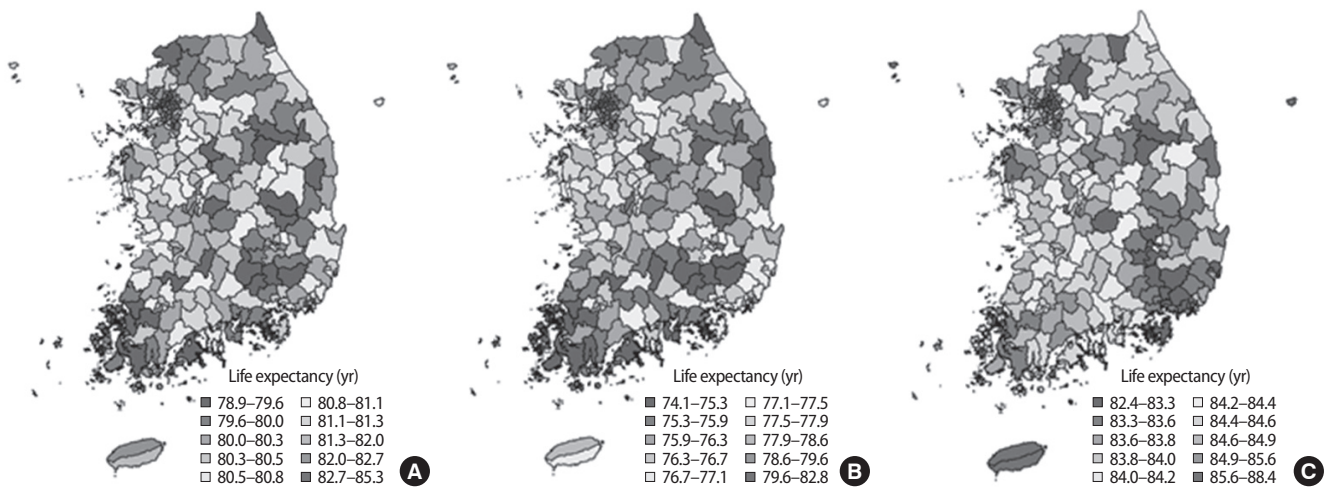 Life expectancy (yr)
78.9–79.6 80.8–81.1
79.6–80.0 81.1–81.3
80.0–80.3 81.3–82.0
80.3–80.5 82.0–82.7
80.5–80.8 82.7–85.3
A
Life expectancy (yr)
74.1–75.3 77.1–77.5
75.3–75.9 77.5–77.9
75.9–76.3 77.9–78.6
76.3–76.7 78.6–79.6
76.7–77.1 79.6–82.8
B
Life expectancy (yr)
82.4–83.3 84.2–84.4
83.3–83.6 84.4–84.6
83.6–83.8 84.6–84.9
83.8–84.0 84.9–85.6
84.0–84.2 85.6–88.4
C